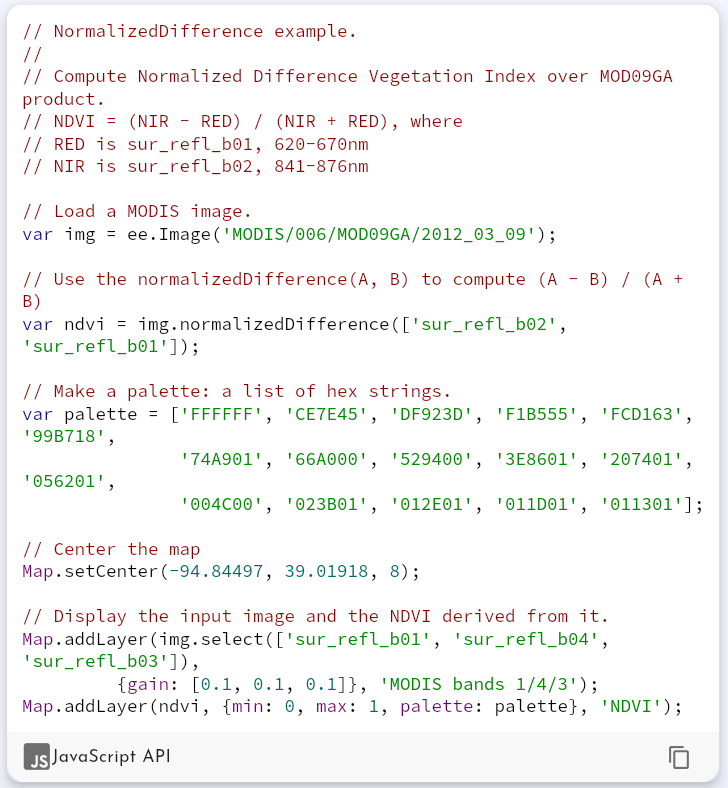 // NormalizedDifference example.
//
// Compute Normalized Difference Vegetation Index over MOD09GA
product.
// NDVI = (NIR - RED) / (NIR + RED), where
// RED is sur_refl_b01, 620-670nm
// NIR is sur_refl_b02, 841-876nm

// Load a MODIS image.
var img = ee.Image('MODIS/006/MOD09GA/2012_03_09');

// Use the normalizedDifference(A, B) to compute (A - B) / (A +
B)
var ndvi = img.normalizedDifference(['sur_refl_b02',
'sur_refl_b01']);

// Make a palette: a list of hex strings.
var palette = ['FFFFFF', 'CE7E45', 'DF923D', 'F1B555', 'FCD163',
'99B718',
               '74A901', '66A000', '529400', '3E8601', '207401',
'056201',
               '004C00', '023B01', '012E01', '011D01', '011301'];

// Center the map
Map.setCenter(-94.84497, 39.01918, 8);

// Display the input image and the NDVI derived from it.
Map.addLayer(img.select(['sur_refl_b01', 'sur_refl_b04',
'sur_refl_b03']),
         {gain: [0.1, 0.1, 0.1]}, 'MODIS bands 1/4/3');
Map.addLayer(ndvi, {min: 0, max: 1, palette: palette}, 'NDVI');

JS JavaScript API